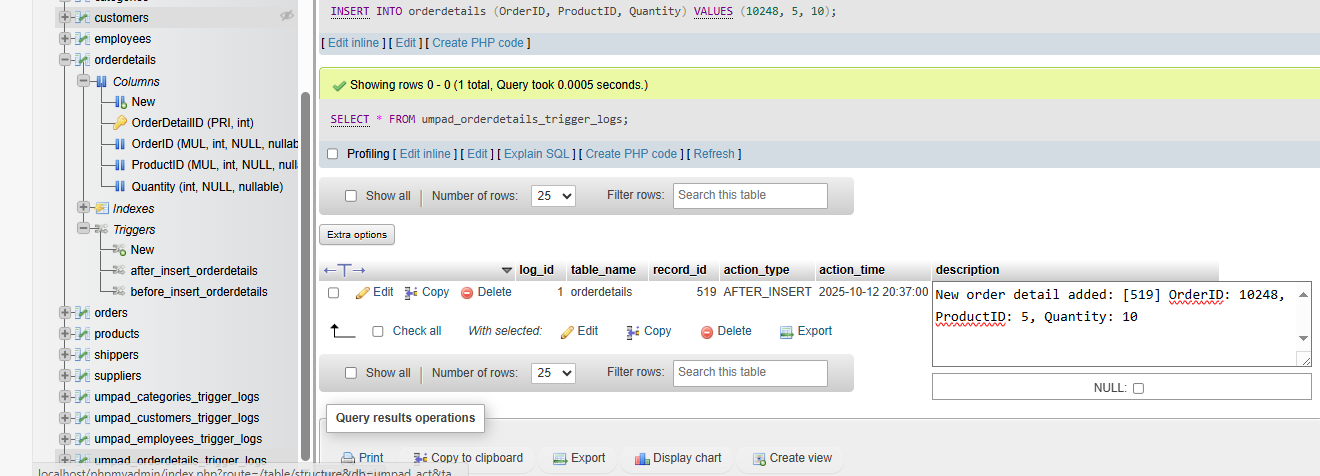 customers
employees
orderdetails
Columns
New
OrderDetailID (PRI, int)
OrderID (MUL, int, NULL, nullab
ProductID (MUL, int, NULL, null
Quantity (int, NULL, nullable)
Indexes
Triggers
New
after_insert_orderdetails
before_insert_orderdetails
orders
products
shippers
suppliers
umpad_categories_trigger_logs
umpad_customers_trigger_logs
umpad_employees_trigger_logs
umpad_orderdetails_trigger_logs
localhost/phpmyadmin/index.php?route=/table/structure&db=umpad_act&ta...
INSERT INTO orderdetails (OrderID, ProductID, Quantity) VALUES (10248, 5, 10);
[ Edit inline ] [ Edit ] [ Create PHP code ]
Showing rows 0 - 0 (1 total, Query took 0.0005 seconds.)
SELECT * FROM umpad_orderdetails_trigger_logs;
Profiling [ Edit inline ] [ Edit ] [ Explain SQL ] [ Create PHP code ] [ Refresh ]
Show all | Number of rows: 25 Filter rows: Search this table
Extra options
←T→ log_id table_name record_id action_type action_time description
Edit Copy Delete 1 orderdetails 519 AFTER_INSERT 2025-10-12 20:37:00 New order detail added: [519] OrderID: 10248,
ProductID: 5, Quantity: 10
Check all With selected: Edit Copy Delete Export
Show all | Number of rows: 25 Filter rows: Search this table
NULL:
Query results operations
Print Copy to clipboard Export Display chart Create view